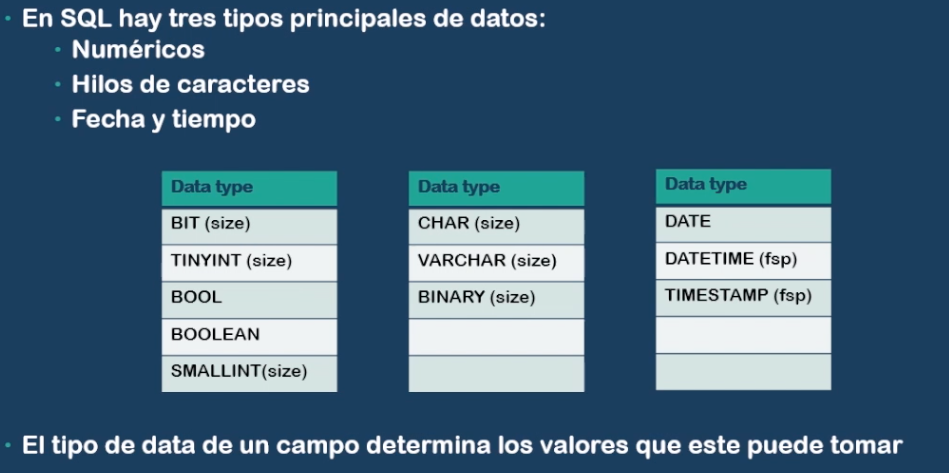 En SQL hay tres tipos principales de datos:
Numéricos
Hilos de caracteres
Fecha y tiempo
Data type
BIT (size)
TINYINT (size)
BOOL
BOOLEAN
SMALLINT(size)
Data type
CHAR (size)
VARCHAR (size)
BINARY (size)
Data type
DATE
DATETIME (fsp)
TIMESTAMP (fsp)
El tipo de data de un campo determina los valores que este puede tomar